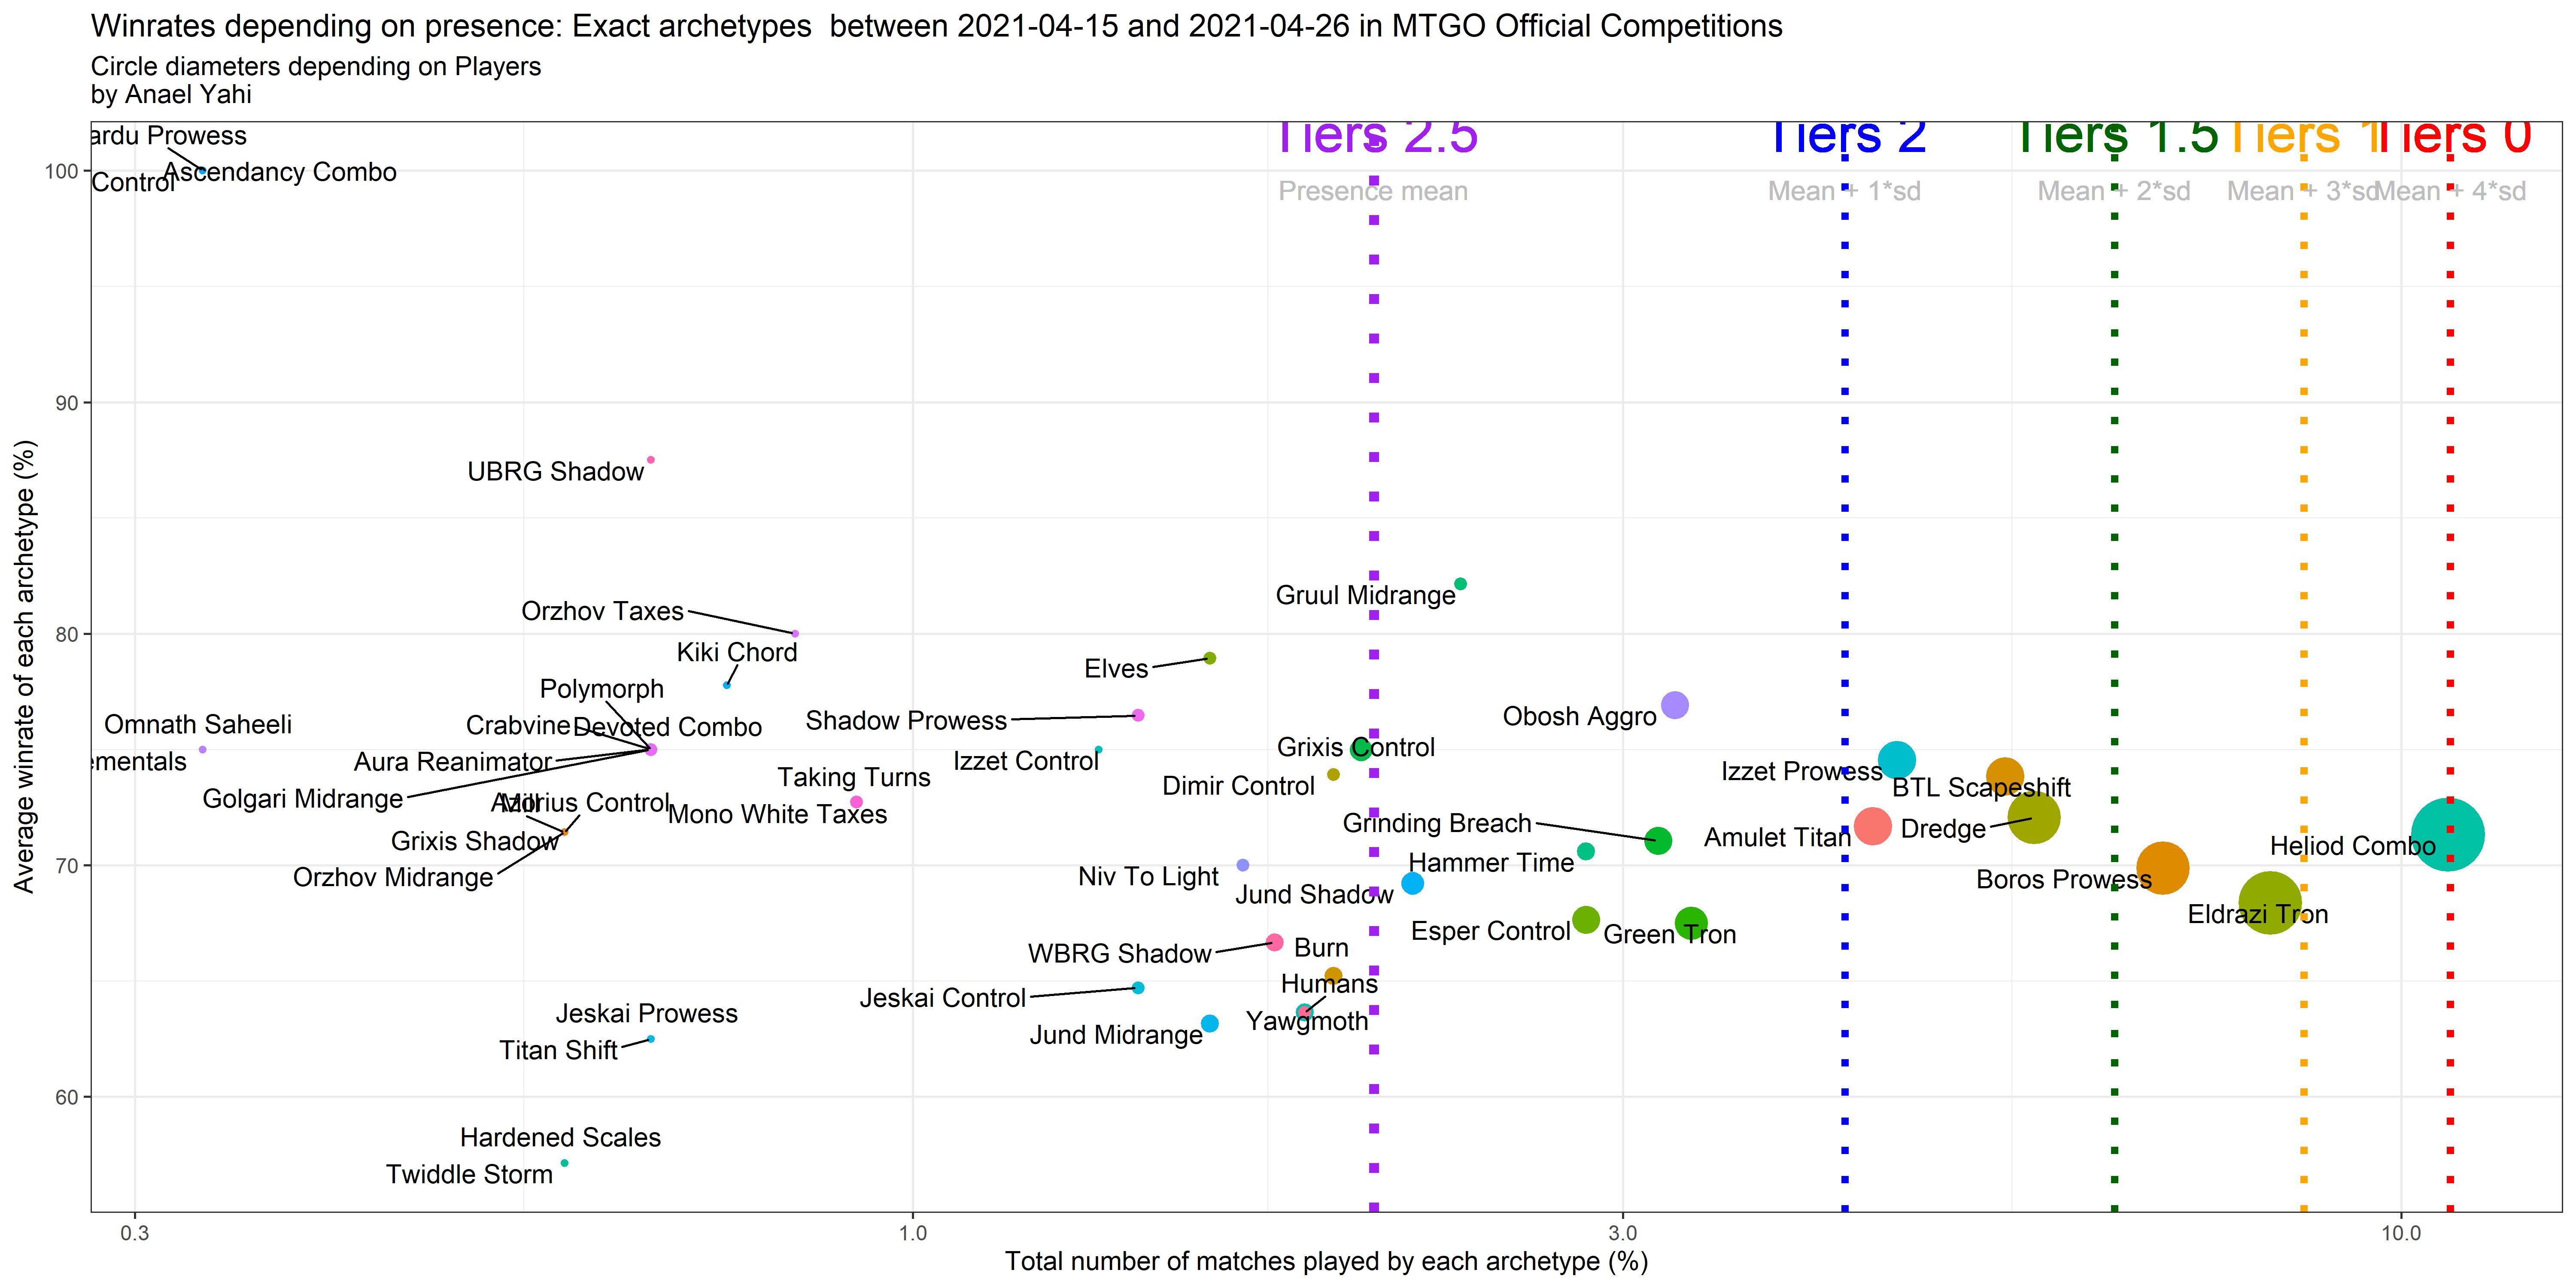 Winrates depending on presence: Exact archetypes  between 2021-04-15 and 2021-04-26 in MTGO Official Competitions
Circle diameters depending on Players
by Anael Yahi
Tiers 2.5
Tiers 2
Tiers 1.5
Tiers 1
Tiers 0
Presence mean
Mean + 1*sd
Mean + 2*sd
Mean + 3*sd
Mean + 4*sd
ardu Prowess
Ascendancy Combo
Control
UBRG Shadow
Gruul Midrange
Orzhov Taxes
Kiki Chord
Elves
Polymorph
Obosh Aggro
Omnath Saheeli
Crabvine
Devoted Combo
Shadow Prowess
Grixis Control
ementals
Aura Reanimator
Izzet Control
Izzet Prowess
Taking Turns
Dimir Control
BTL Scapeshift
Golgari Midrange
Mill
Azorius Control
Mono White Taxes
Grinding Breach
Amulet Titan
Dredge
Grixis Shadow
Heliod Combo
Hammer Time
Orzhov Midrange
Niv To Light
Boros Prowess
Jund Shadow
Eldrazi Tron
Esper Control
Green Tron
WBRG Shadow
Burn
Humans
Jeskai Control
Jeskai Prowess
Yawgmoth
Jund Midrange
Titan Shift
Hardened Scales
Twiddle Storm
100
90
80
70
60
0.3
1.0
3.0
10.0
Average winrate of each archetype (%)
Total number of matches played by each archetype (%)